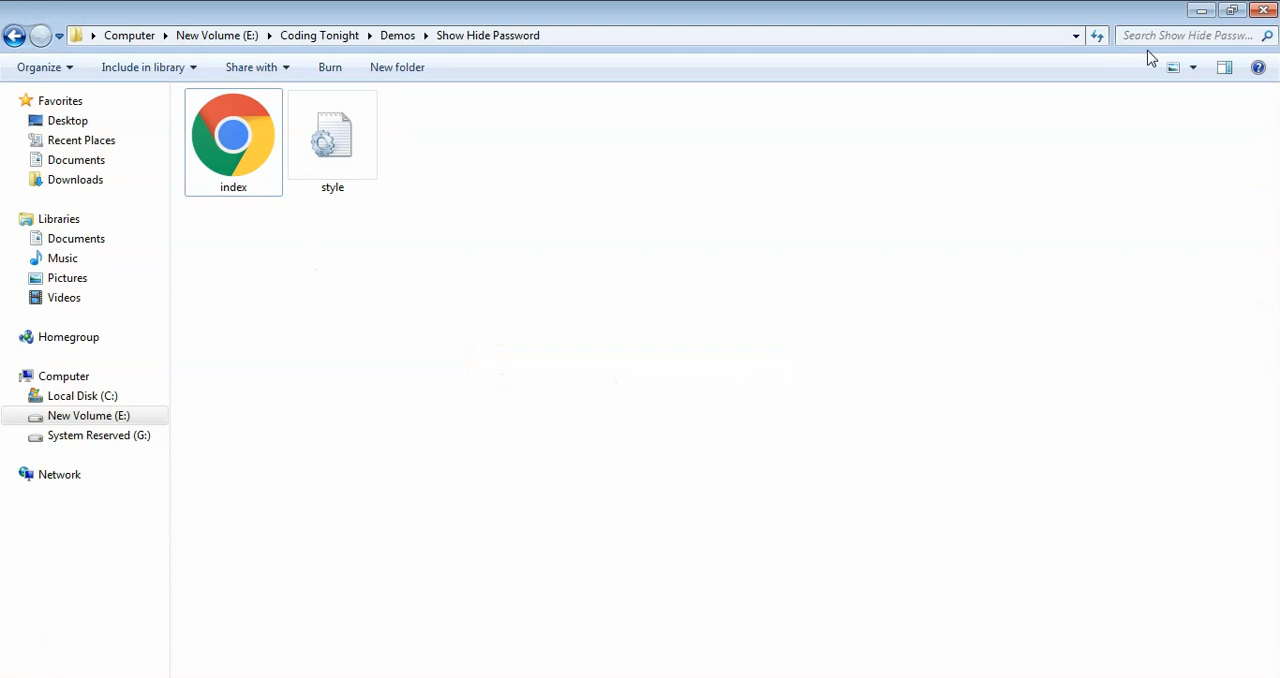 Computer New Volume (E:) Coding Tonight Demos Show Hide Password Search Show Hide Passw...
Organize Include in library Share with Burn New folder
Favorites
Desktop
Recent Places
Documents
Downloads
Libraries
Documents
Music
Pictures
Videos
Homegroup
Computer
Local Disk (C:)
New Volume (E:)
System Reserved (G:)
Network
index style